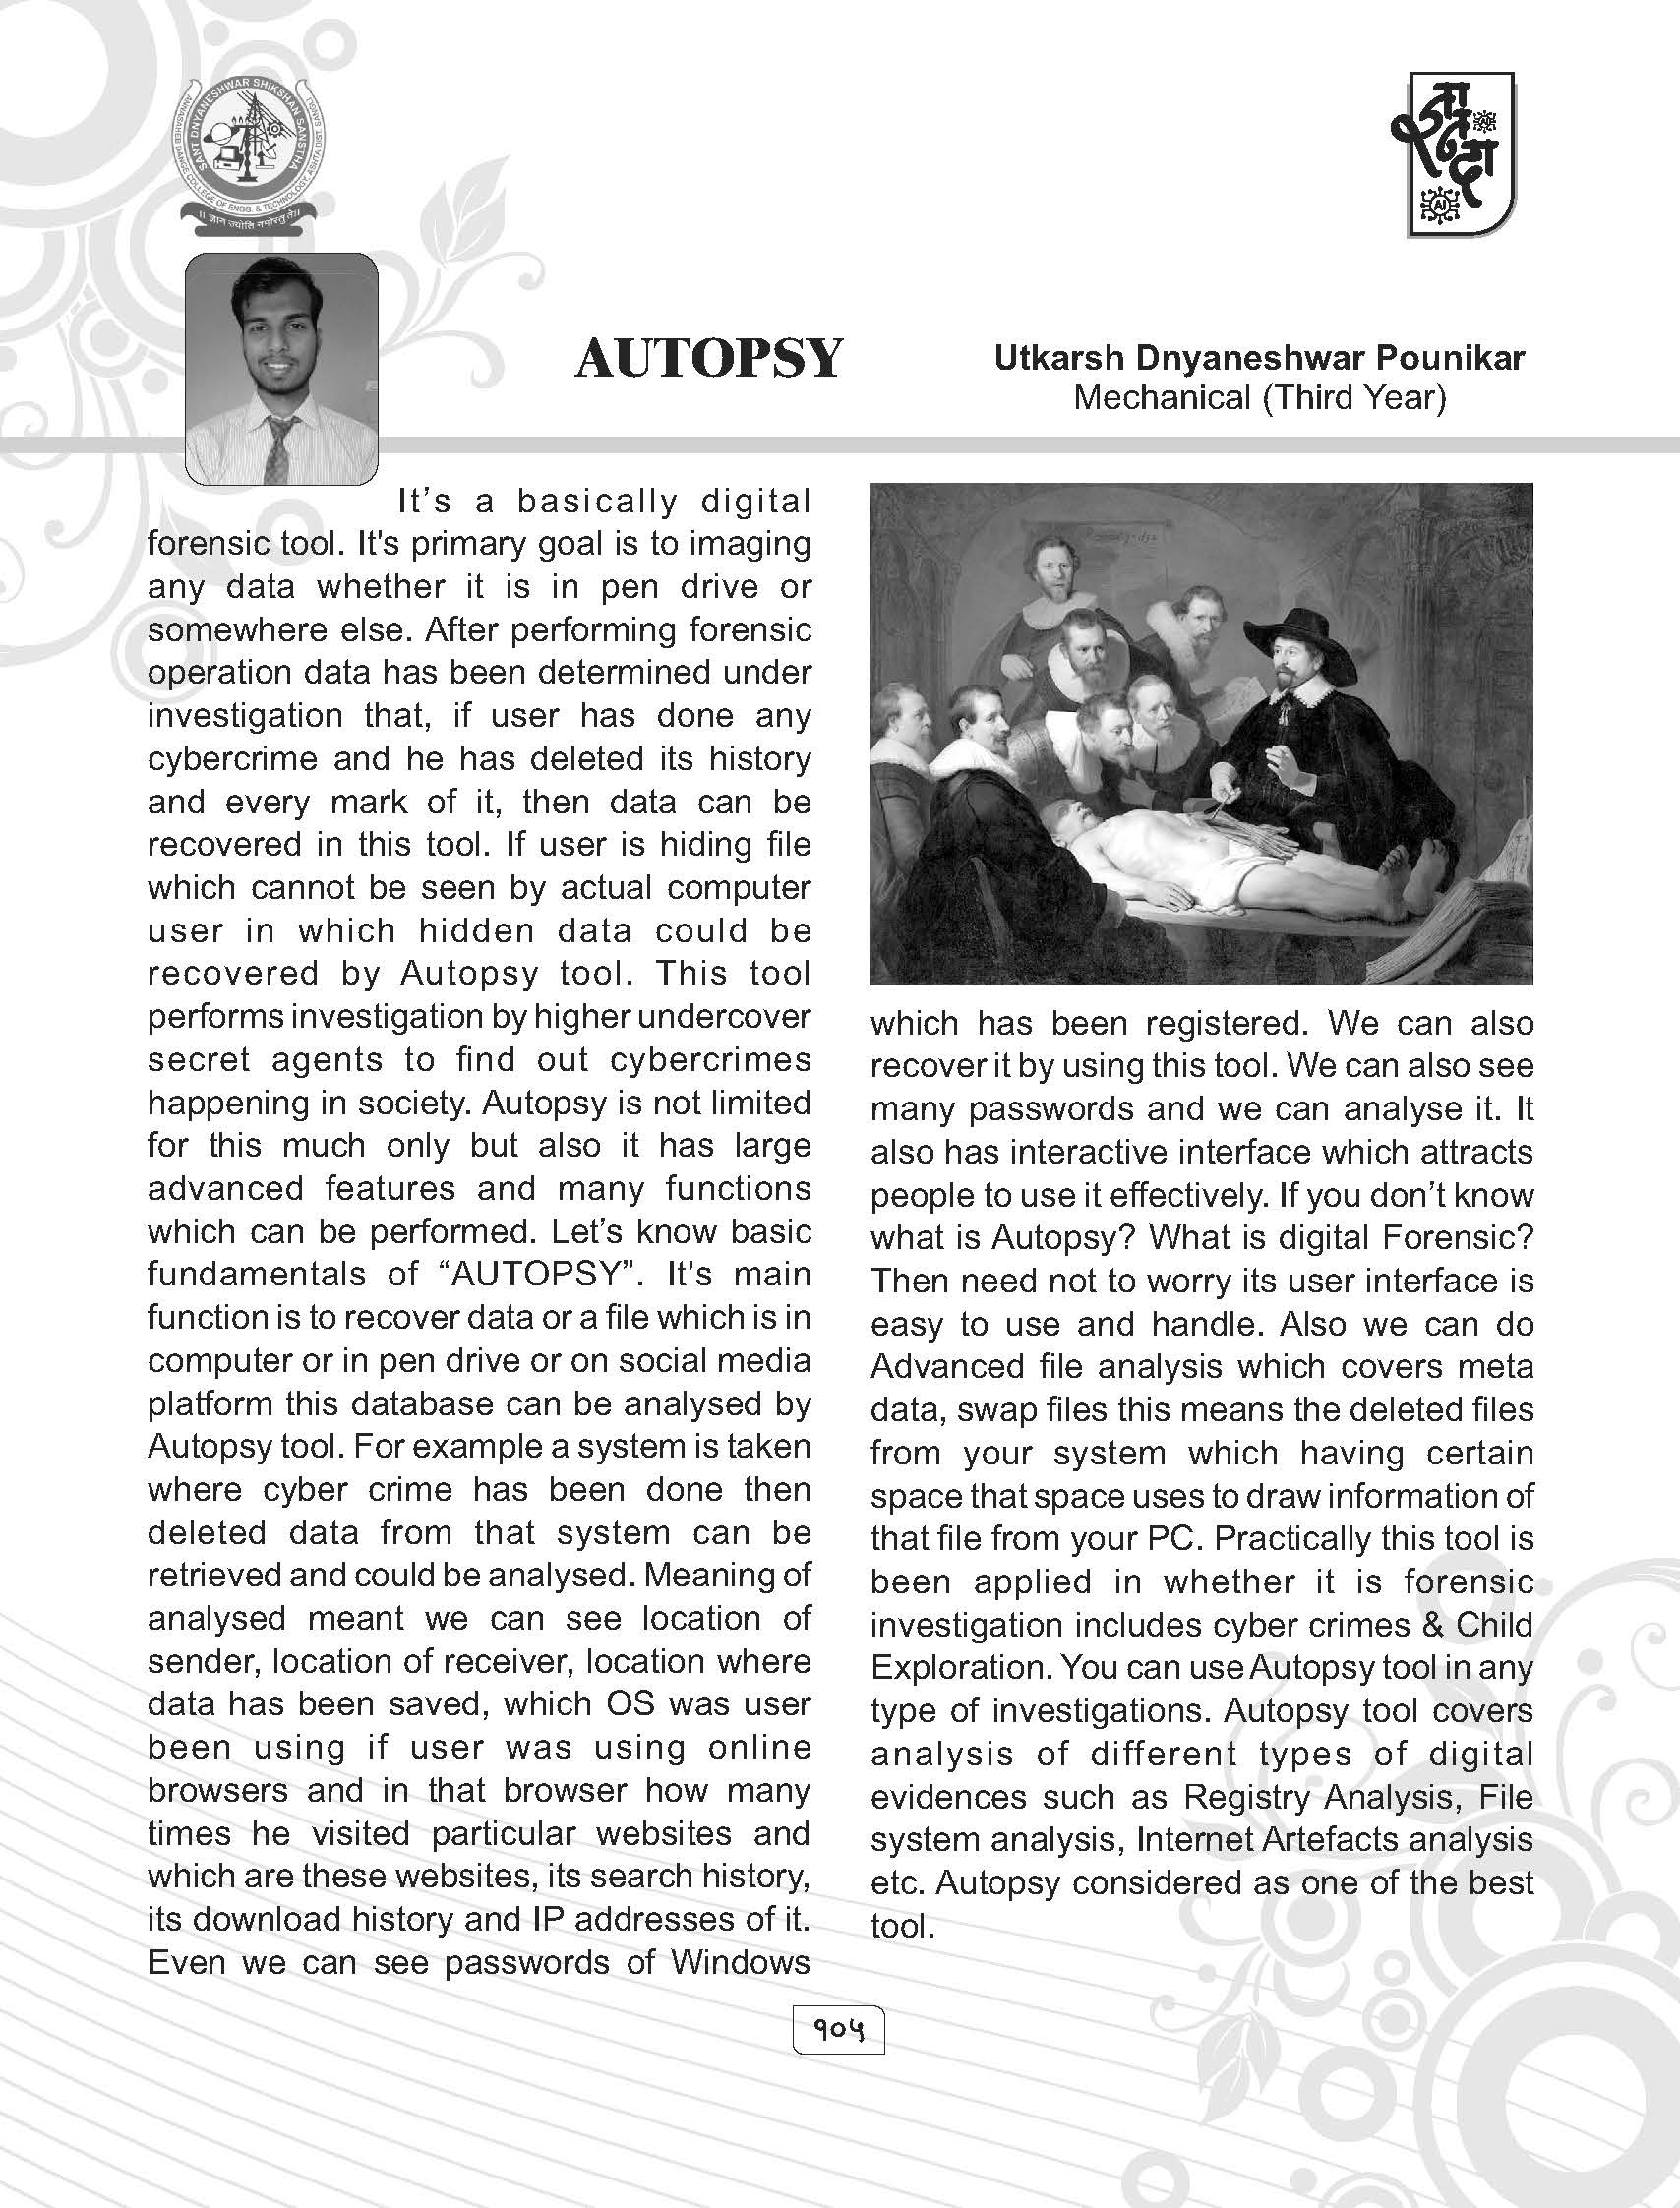 SANT DNYANESHWAR SHIKSHAN SANSTHA
ANNASAHEB DANGE COLLEGE OF ENGG. & TECHNOLOGY, ASHTA DIST. SANGLI
AI
AI
AUTOPSY
Utkarsh Dnyaneshwar Pounikar
Mechanical (Third Year)
It’s a basically digital
forensic tool. It's primary goal is to imaging
any data whether it is in pen drive or
somewhere else. After performing forensic
operation data has been determined under
investigation that, if user has done any
cybercrime and he has deleted its history
and every mark of it, then data can be
recovered in this tool. If user is hiding file
which cannot be seen by actual computer
user in which hidden data could be
recovered by Autopsy tool. This tool
performs investigation by higher undercover
secret agents to find out cybercrimes
happening in society. Autopsy is not limited
for this much only but also it has large
advanced features and many functions
which can be performed. Let’s know basic
fundamentals of “AUTOPSY”. It's main
function is to recover data or a file which is in
computer or in pen drive or on social media
platform this database can be analysed by
Autopsy tool. For example a system is taken
where cyber crime has been done then
deleted data from that system can be
retrieved and could be analysed. Meaning of
analysed meant we can see location of
sender, location of receiver, location where
data has been saved, which OS was user
been using if user was using online
browsers and in that browser how many
times he visited particular websites and
which are these websites, its search history,
its download history and IP addresses of it.
Even we can see passwords of Windows
which has been registered. We can also
recover it by using this tool. We can also see
many passwords and we can analyse it. It
also has interactive interface which attracts
people to use it effectively. If you don’t know
what is Autopsy? What is digital Forensic?
Then need not to worry its user interface is
easy to use and handle. Also we can do
Advanced file analysis which covers meta
data, swap files this means the deleted files
from your system which having certain
space that space uses to draw information of
that file from your PC. Practically this tool is
been applied in whether it is forensic
investigation includes cyber crimes & Child
Exploration. You can use Autopsy tool in any
type of investigations. Autopsy tool covers
analysis of different types of digital
evidences such as Registry Analysis, File
system analysis, Internet Artefacts analysis
etc. Autopsy considered as one of the best
tool.
१०५